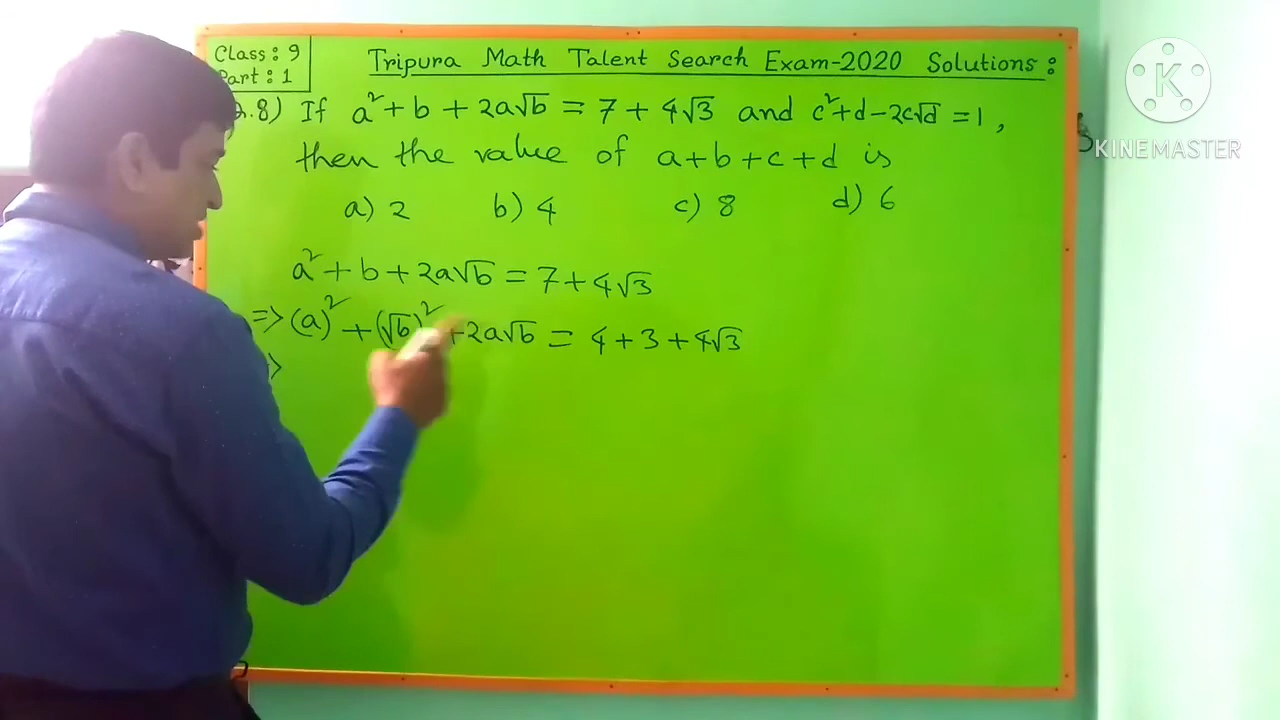 Class: 9
Part: 1
Tripura Math Talent Search Exam-2020 Solutions:
Q.8) If a²+b+2a√b = 7+4√3 and c²+d-2c√d = 1,
then the value of a+b+c+d is
a) 2 b) 4 c) 8 d) 6
a²+b+2a√b = 7+4√3
=> (a)²+(√b)²+2a√b = 4+3+4√3
=>
K
KINEMASTER